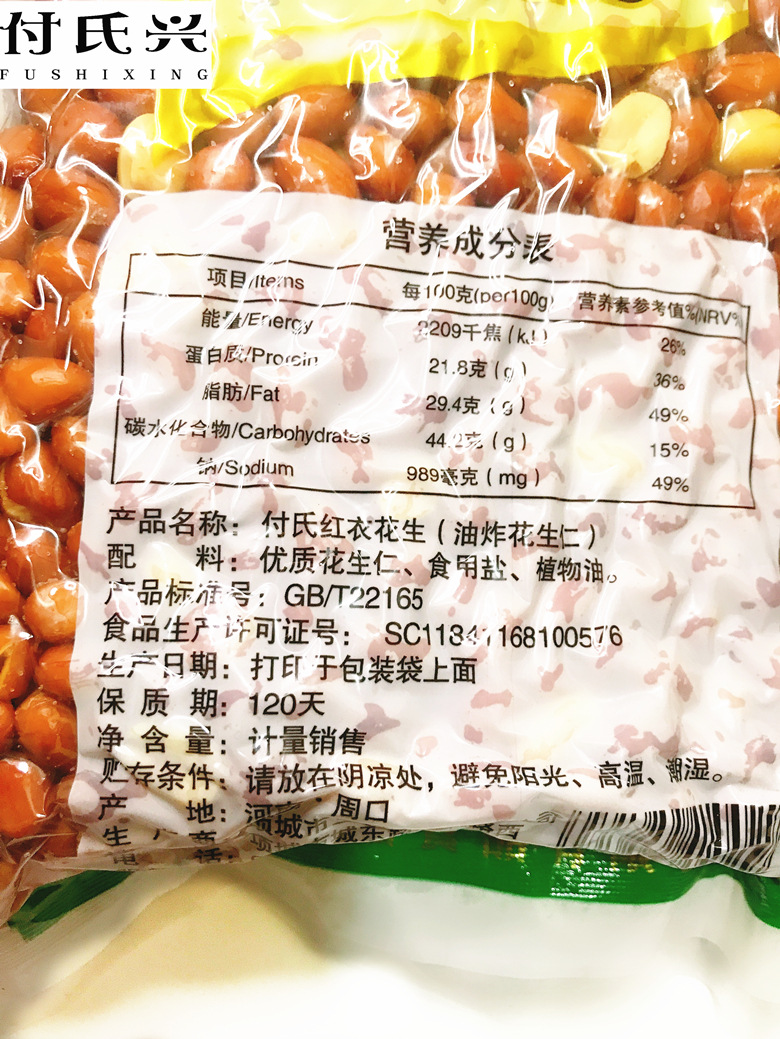 付氏兴
FUSHIXING
营养成分表
项目/Items 每100克(per100g) 营养素参考值%(NRV%)
能量/Energy 2209千焦(kJ) 26%
蛋白质/Protein 21.8克(g) 36%
脂肪/Fat 29.4克(g) 49%
碳水化合物/Carbohydrates 44.2克(g) 15%
钠/Sodium 989毫克(mg) 49%
产品名称：付氏红衣花生(油炸花生仁)
配 料：优质花生仁、食用盐、植物油。
产品标准号：GB/T22165
食品生产许可证号：SC11841168100576
生产日期：打印于包装袋上面
保质期：120天
净含量：计量销售
贮存条件：请放在阴凉处，避免阳光、高温、潮湿。
产 地：河南 周口